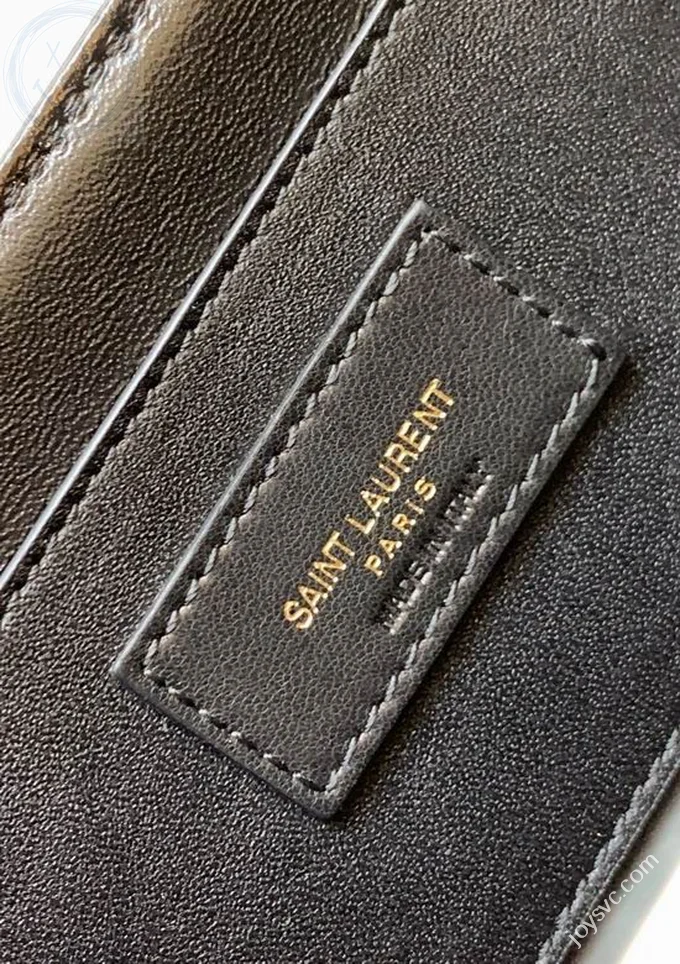 SAINT LAURENT
PARIS
MADE IN ITALY
joysvc.com